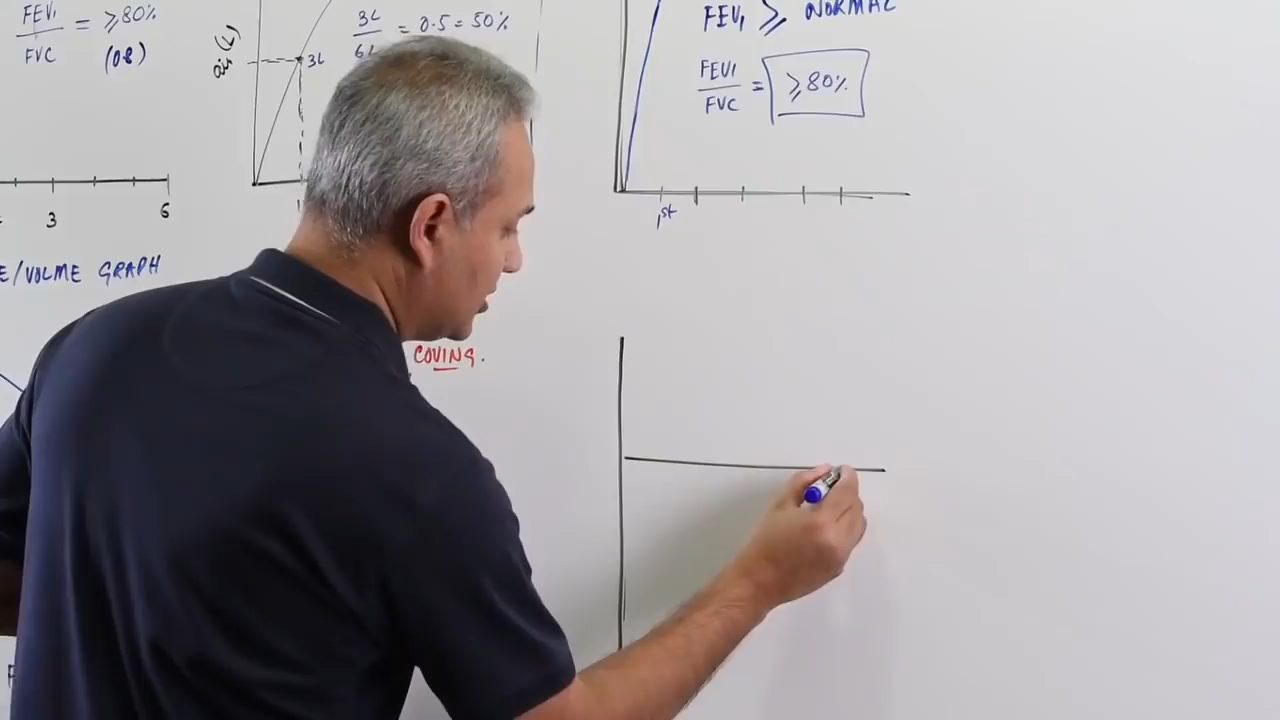 FEV1
FVC
= ≥80%
(0.8)
3 6
E/VOLME GRAPH
3L
= 0.5 = 50%
3L
1
COVING.
FEV1 ≥ NORMAL
FEV1
FVC
= ≥80%
1st